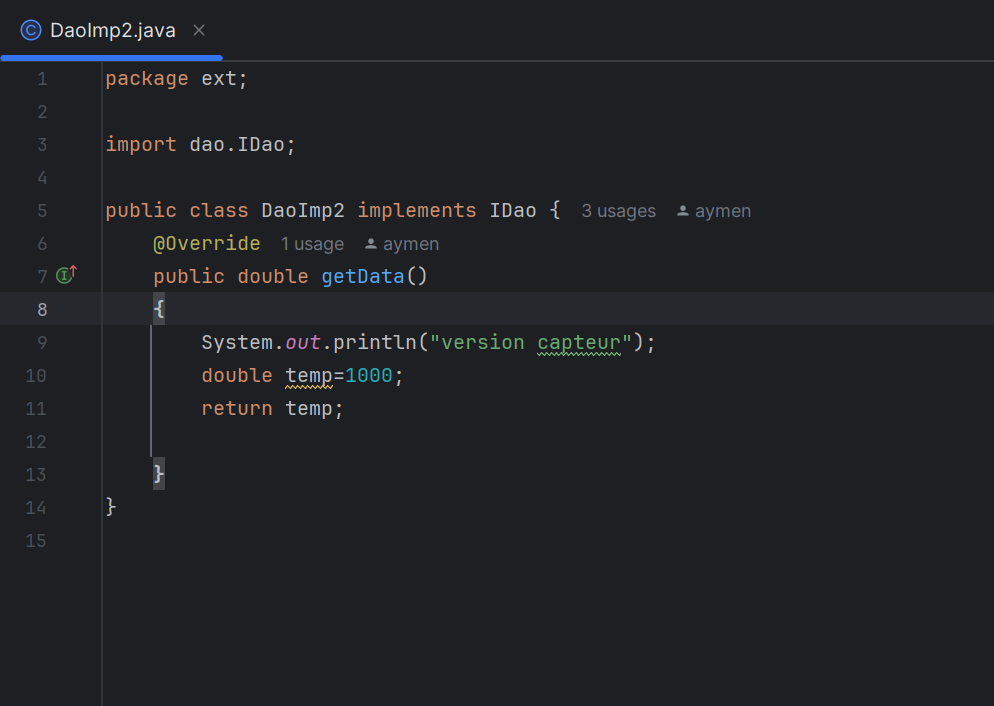 DaoImp2.java
1 package ext;
2
3 import dao.IDao;
4
5 public class DaoImp2 implements IDao { 3 usages aymen
6 @Override 1 usage aymen
7 public double getData()
8 {
9 System.out.println("version capteur");
10 double temp=1000;
11 return temp;
12
13 }
14 }
15